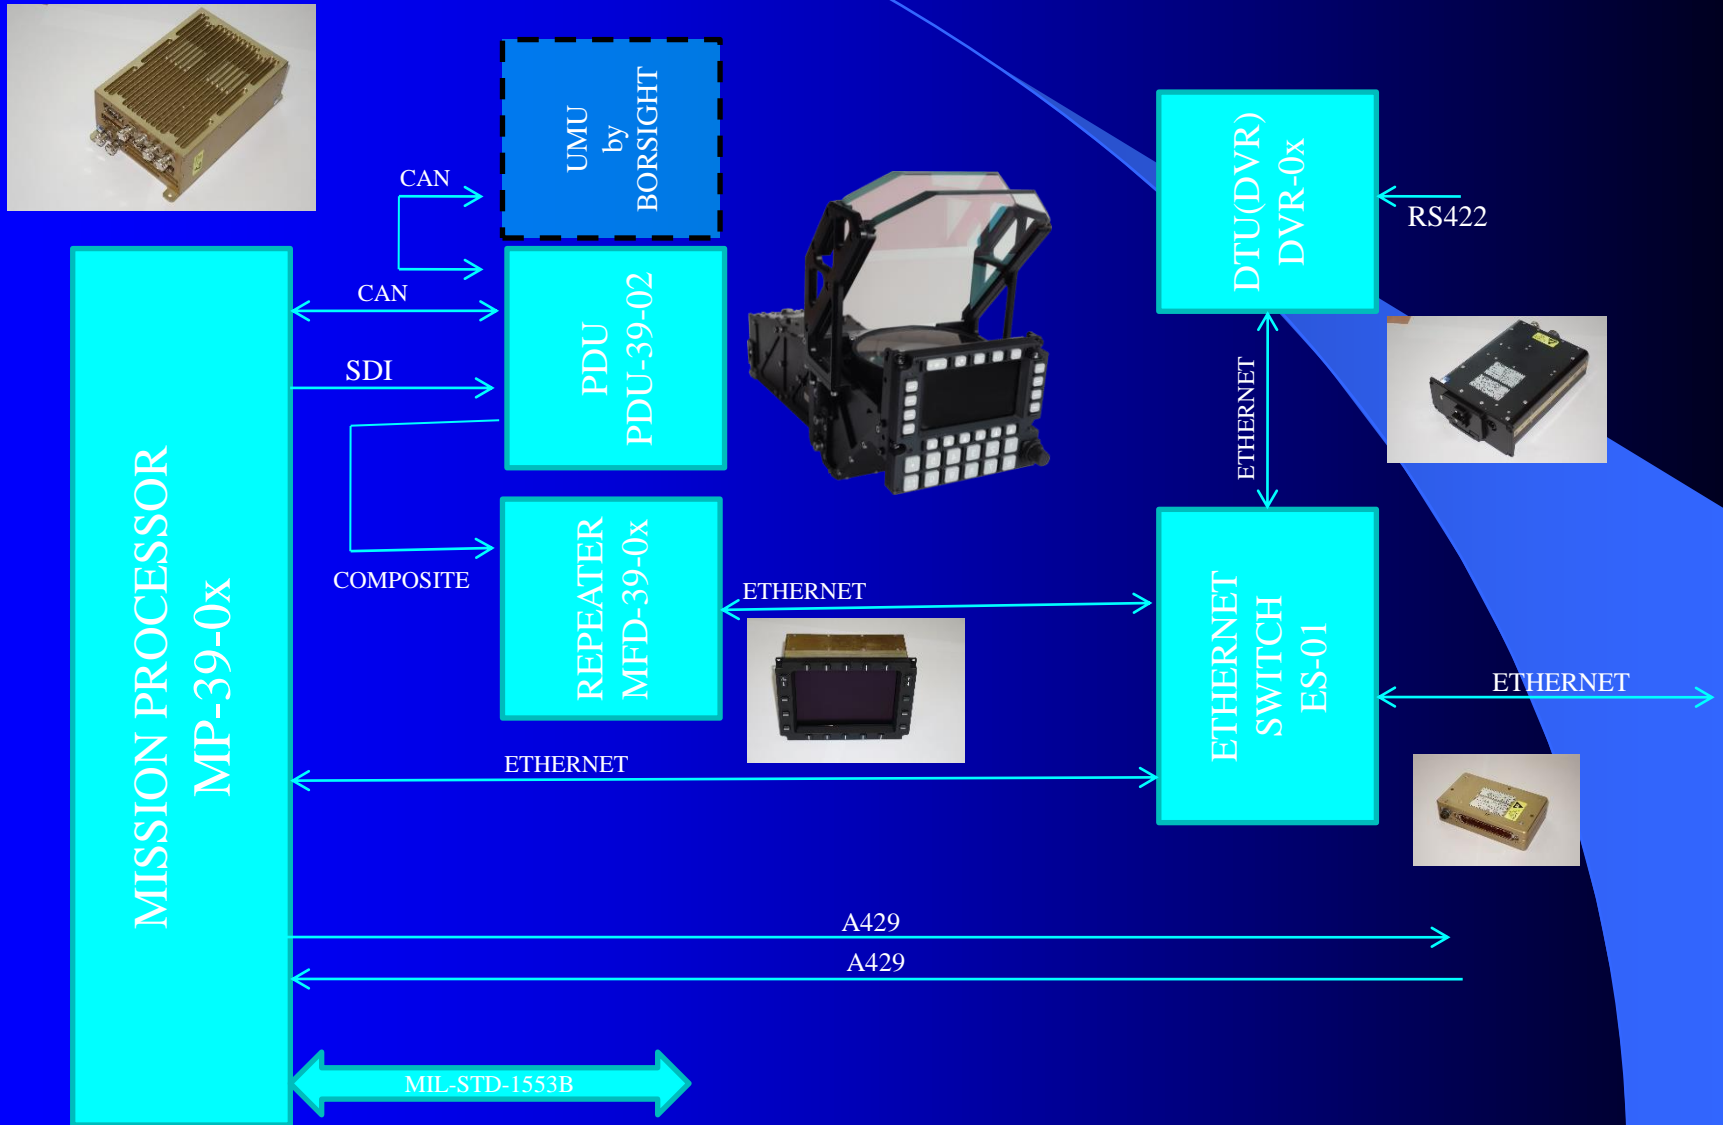 UMU
by
BORSIGHT
CAN
DTU(DVR)
DVR-0x
RS422
CAN
SDI
PDU
PDU-39-02
ETHERNET
MISSION PROCESSOR
MP-39-0x
COMPOSITE
REPEATER
MFD-39-0x
ETHERNET
ETHERNET
SWITCH
ES-01
ETHERNET
ETHERNET
A429
A429
MIL-STD-1553B